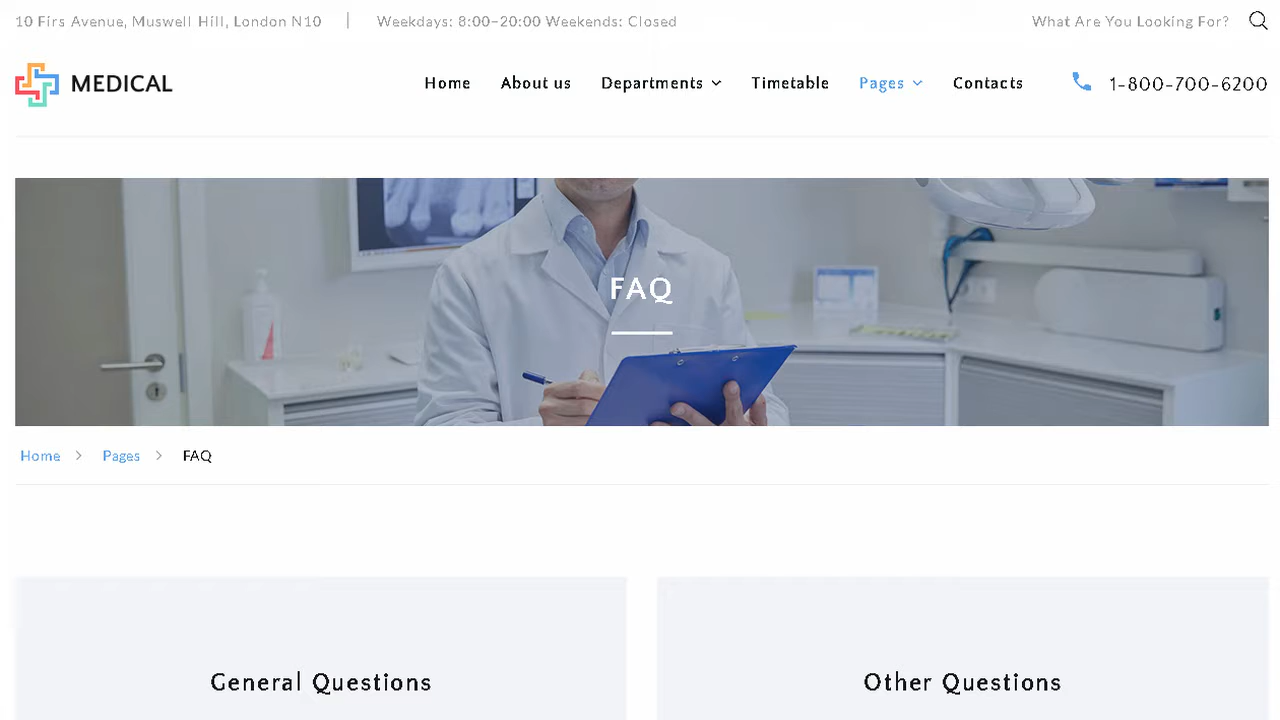 10 Firs Avenue, Muswell Hill, London N10 | Weekdays: 8:00–20:00 Weekends: Closed What Are You Looking For?
MEDICAL Home About us Departments Timetable Pages Contacts 1-800-700-6200
FAQ
Home > Pages > FAQ
General Questions Other Questions